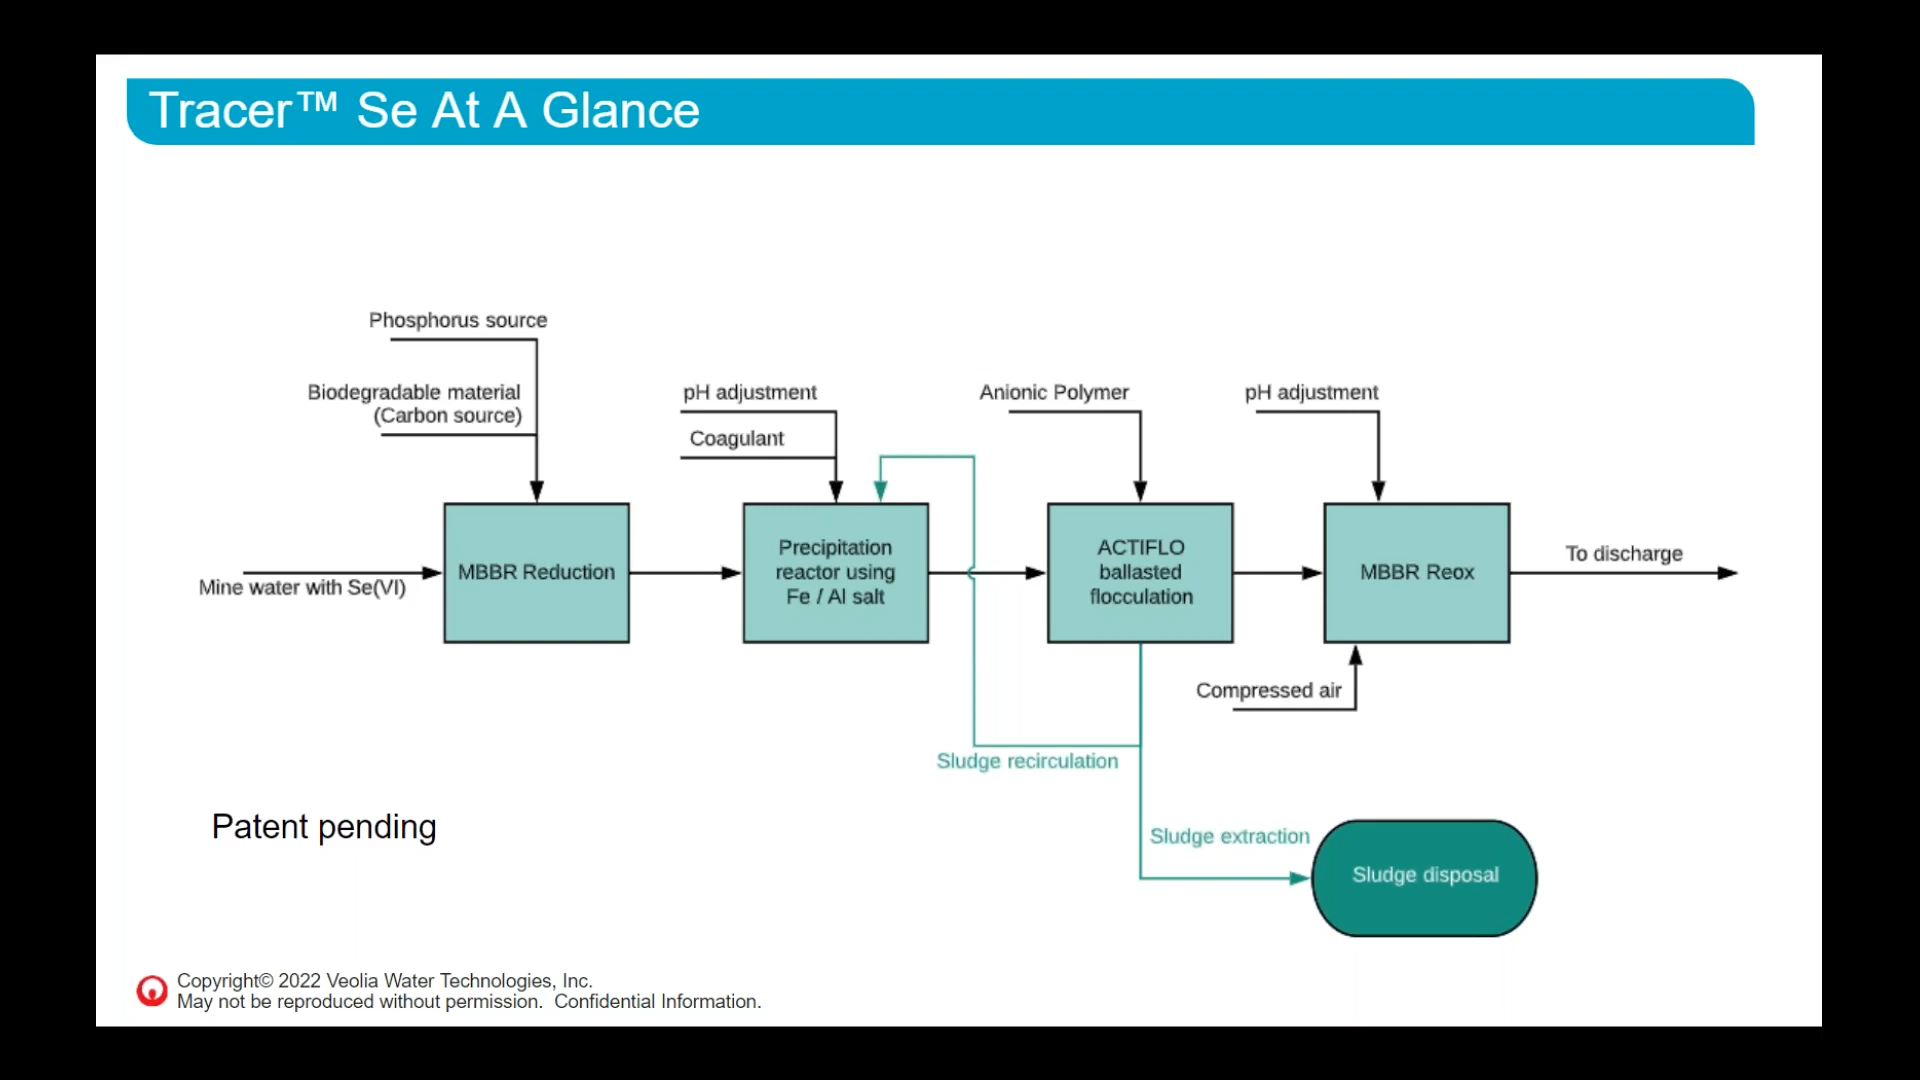 Tracer™ Se At A Glance
Phosphorus source
Biodegradable material
(Carbon source)
pH adjustment
Coagulant
Anionic Polymer
pH adjustment
Mine water with Se(VI)
MBBR Reduction
Precipitation
reactor using
Fe / Al salt
ACTIFLO
ballasted
flocculation
MBBR Reox
To discharge
Compressed air
Sludge recirculation
Sludge extraction
Sludge disposal
Patent pending
Copyright© 2022 Veolia Water Technologies, Inc.
May not be reproduced without permission.  Confidential Information.